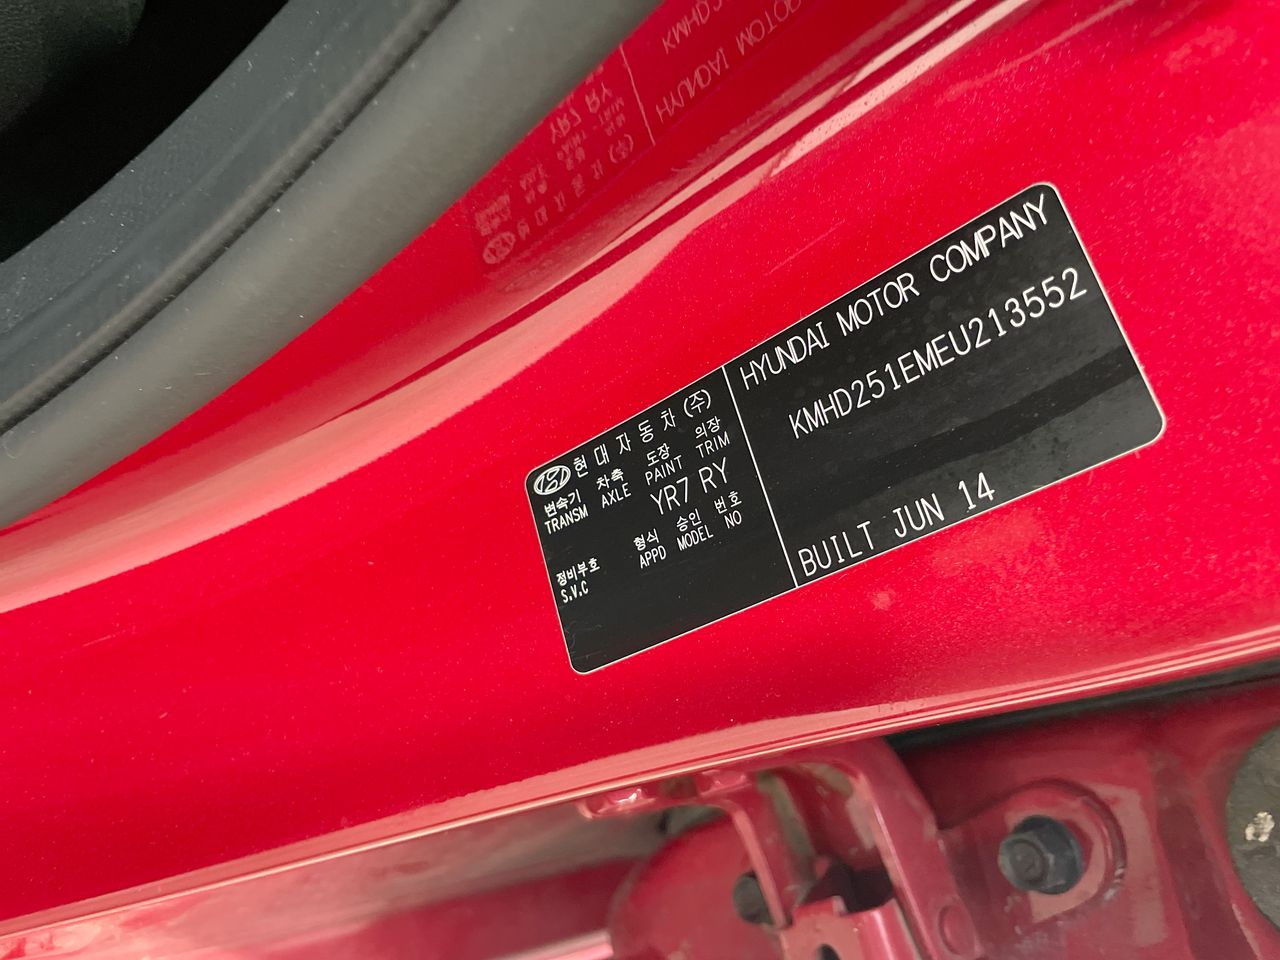 현대자동차(주)
변속기 차축 도장 의장
TRANSM AXLE PAINT TRIM
YR7 RY
정비부호 형식 승인 번호
S.V.C APPD MODEL NO
HYUNDAI MOTOR COMPANY
KMHD251EMEU213552
BUILT JUN 14